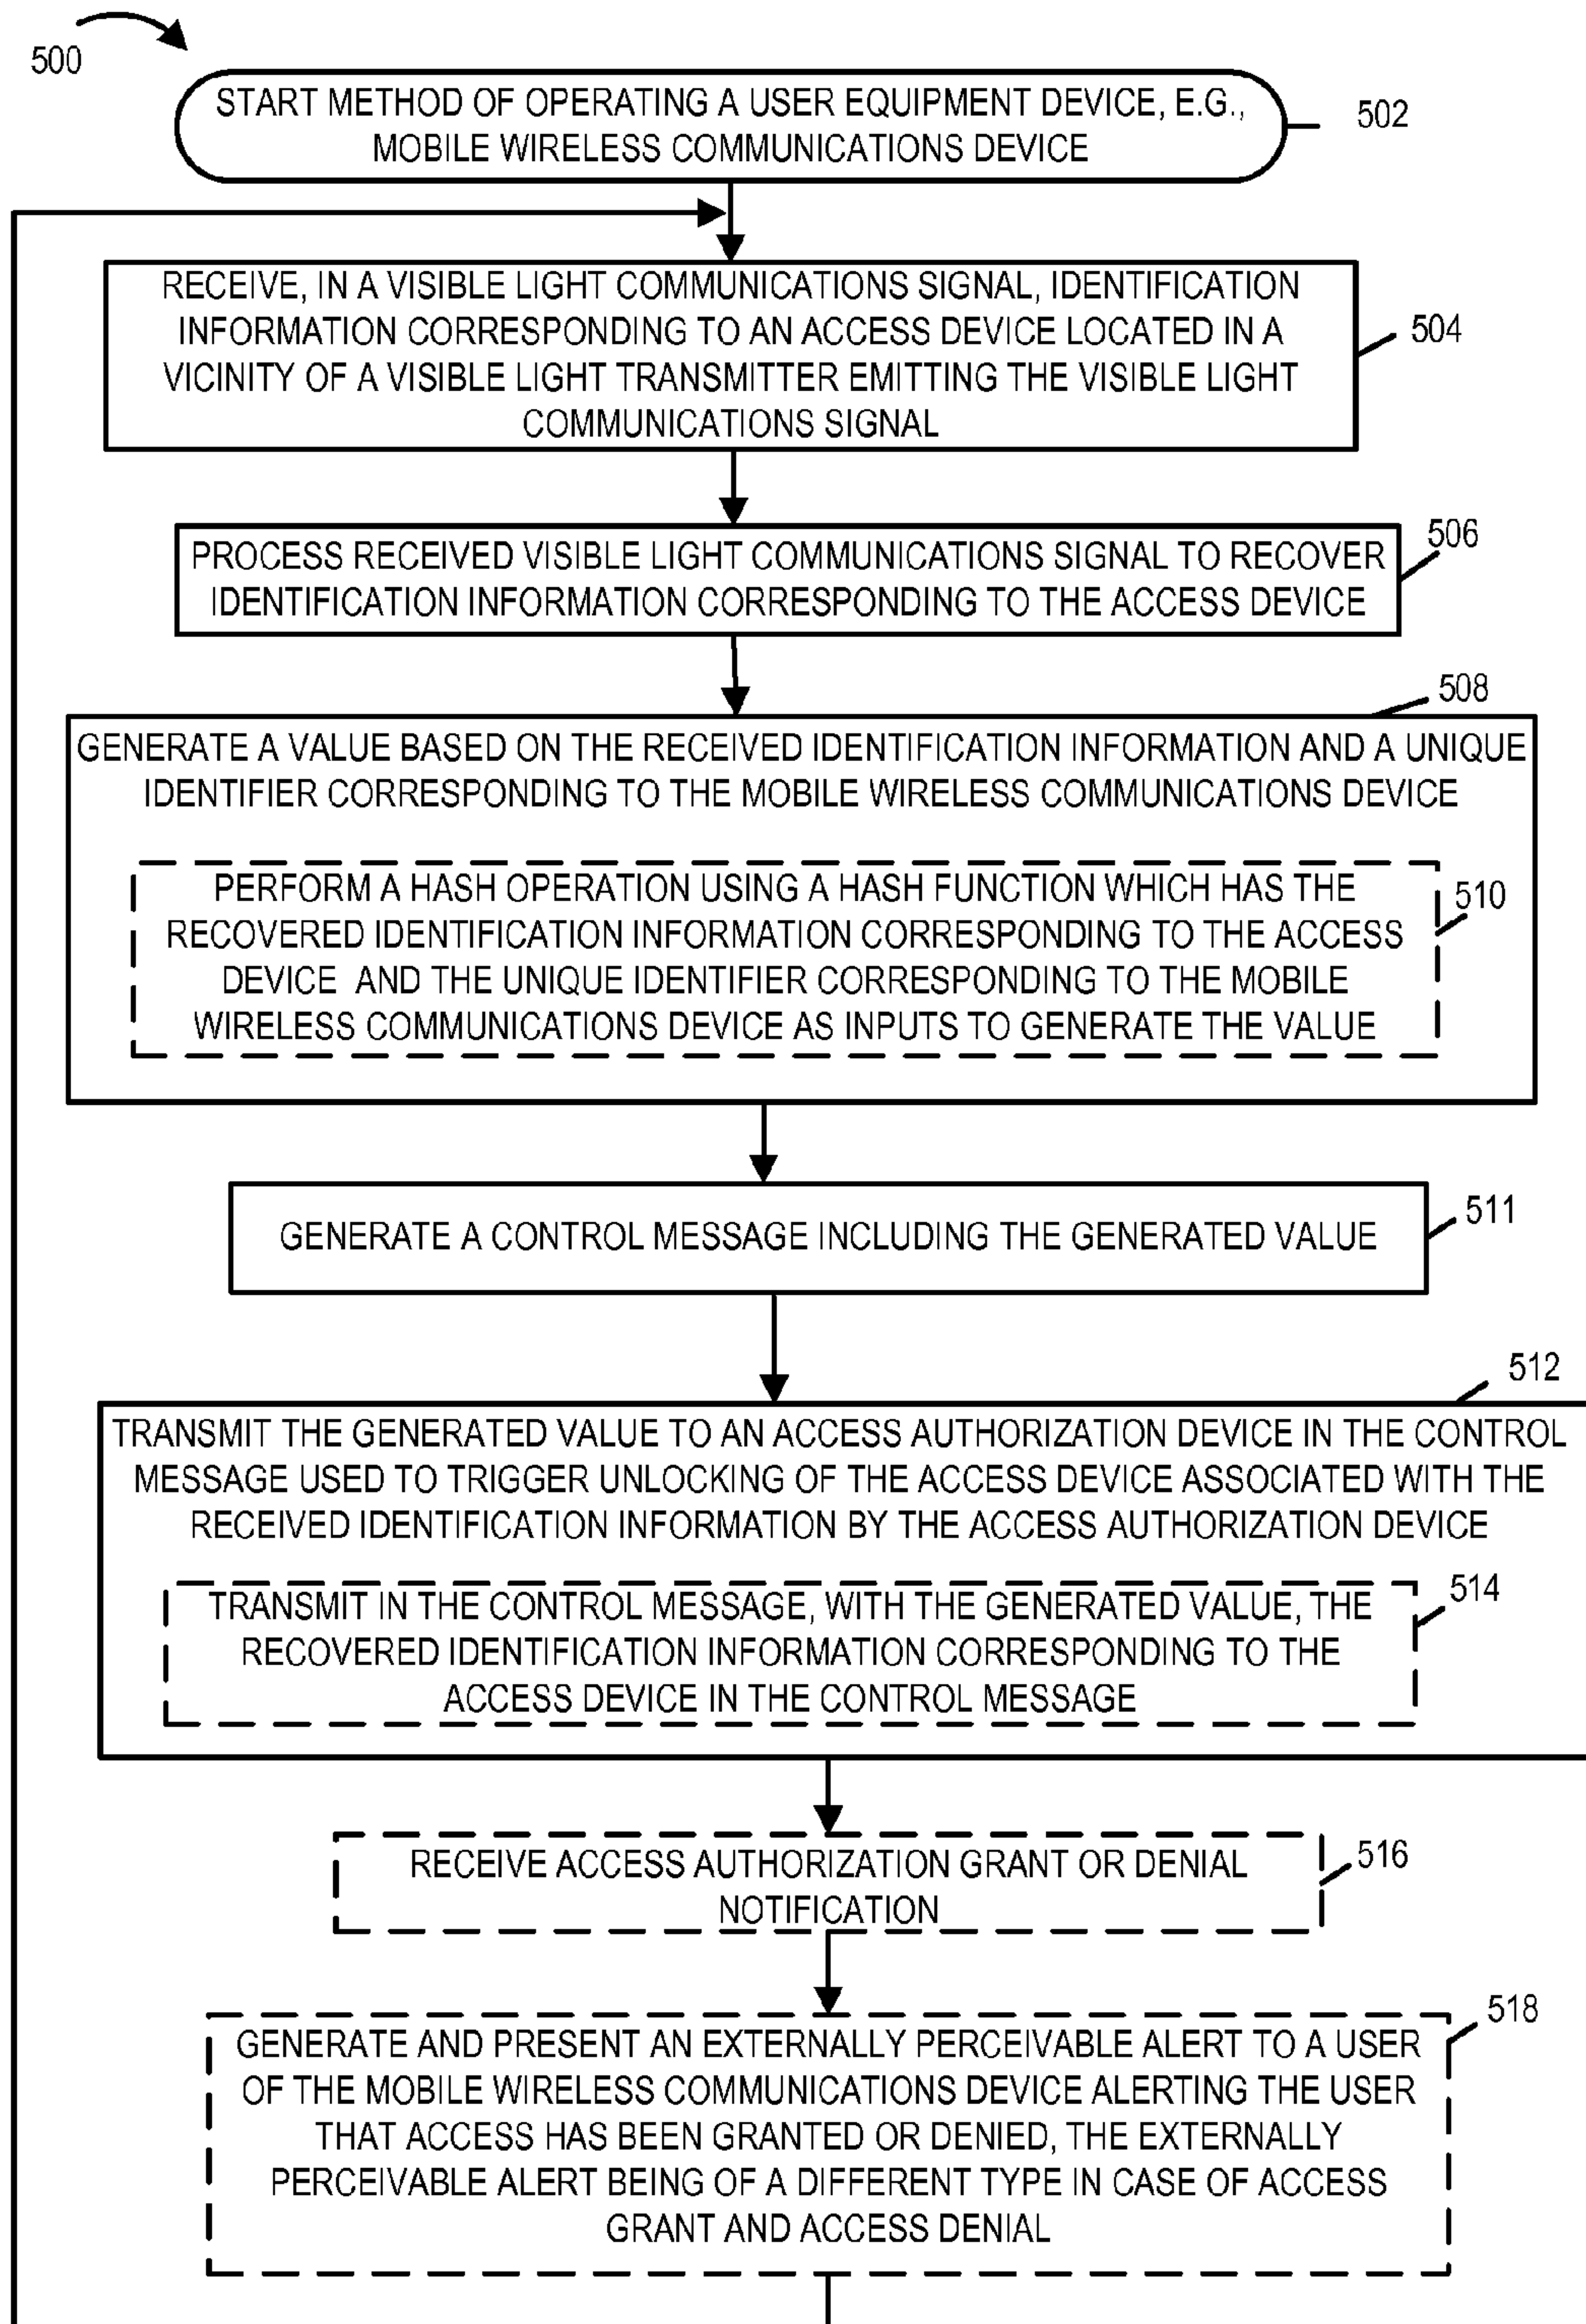 500
START METHOD OF OPERATING A USER EQUIPMENT DEVICE, E.G.,
MOBILE WIRELESS COMMUNICATIONS DEVICE
502
RECEIVE, IN A VISIBLE LIGHT COMMUNICATIONS SIGNAL, IDENTIFICATION
INFORMATION CORRESPONDING TO AN ACCESS DEVICE LOCATED IN A
VICINITY OF A VISIBLE LIGHT TRANSMITTER EMITTING THE VISIBLE LIGHT
COMMUNICATIONS SIGNAL
504
PROCESS RECEIVED VISIBLE LIGHT COMMUNICATIONS SIGNAL TO RECOVER
IDENTIFICATION INFORMATION CORRESPONDING TO THE ACCESS DEVICE
506
508
GENERATE A VALUE BASED ON THE RECEIVED IDENTIFICATION INFORMATION AND A UNIQUE
IDENTIFIER CORRESPONDING TO THE MOBILE WIRELESS COMMUNICATIONS DEVICE
PERFORM A HASH OPERATION USING A HASH FUNCTION WHICH HAS THE
RECOVERED IDENTIFICATION INFORMATION CORRESPONDING TO THE ACCESS
DEVICE AND THE UNIQUE IDENTIFIER CORRESPONDING TO THE MOBILE
WIRELESS COMMUNICATIONS DEVICE AS INPUTS TO GENERATE THE VALUE
510
GENERATE A CONTROL MESSAGE INCLUDING THE GENERATED VALUE
511
512
TRANSMIT THE GENERATED VALUE TO AN ACCESS AUTHORIZATION DEVICE IN THE CONTROL
MESSAGE USED TO TRIGGER UNLOCKING OF THE ACCESS DEVICE ASSOCIATED WITH THE
RECEIVED IDENTIFICATION INFORMATION BY THE ACCESS AUTHORIZATION DEVICE
TRANSMIT IN THE CONTROL MESSAGE, WITH THE GENERATED VALUE, THE
RECOVERED IDENTIFICATION INFORMATION CORRESPONDING TO THE
ACCESS DEVICE IN THE CONTROL MESSAGE
514
RECEIVE ACCESS AUTHORIZATION GRANT OR DENIAL
NOTIFICATION
516
GENERATE AND PRESENT AN EXTERNALLY PERCEIVABLE ALERT TO A USER
OF THE MOBILE WIRELESS COMMUNICATIONS DEVICE ALERTING THE USER
THAT ACCESS HAS BEEN GRANTED OR DENIED, THE EXTERNALLY
PERCEIVABLE ALERT BEING OF A DIFFERENT TYPE IN CASE OF ACCESS
GRANT AND ACCESS DENIAL
518